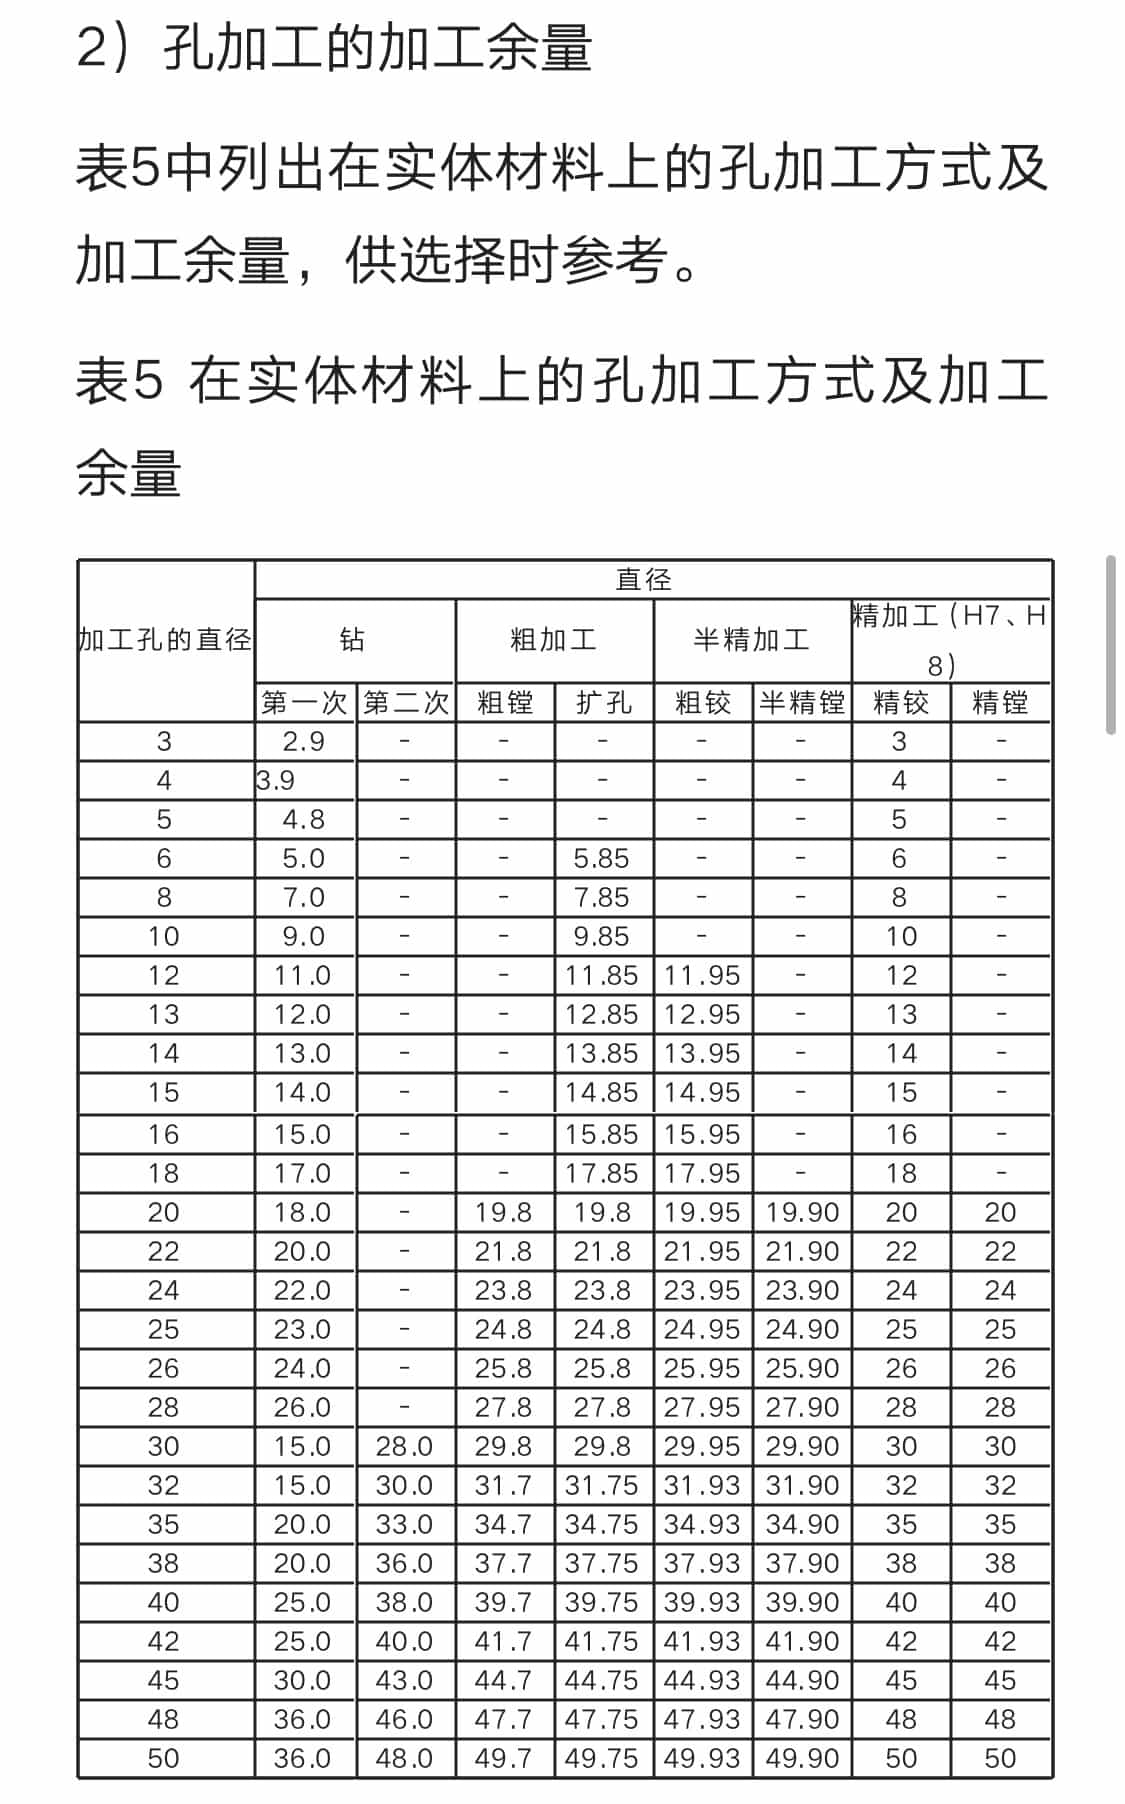 2）孔加工的加工余量
表5中列出在实体材料上的孔加工方式及
加工余量，供选择时参考。
表5 在实体材料上的孔加工方式及加工
余量
直径
加工孔的直径 钻 粗加工 半精加工 精加工(H7、H
8)
第一次 第二次 粗镗 扩孔 粗铰 半精镗 精铰 精镗
3 2.9 - - - - - 3 -
4 3.9 - - - - - 4 -
5 4.8 - - - - - 5 -
6 5.0 - - 5.85 - - 6 -
8 7.0 - - 7.85 - - 8 -
10 9.0 - - 9.85 - - 10 -
12 11.0 - - 11.85 11.95 - 12 -
13 12.0 - - 12.85 12.95 - 13 -
14 13.0 - - 13.85 13.95 - 14 -
15 14.0 - - 14.85 14.95 - 15 -
16 15.0 - - 15.85 15.95 - 16 -
18 17.0 - - 17.85 17.95 - 18 -
20 18.0 - 19.8 19.8 19.95 19.90 20 20
22 20.0 - 21.8 21.8 21.95 21.90 22 22
24 22.0 - 23.8 23.8 23.95 23.90 24 24
25 23.0 - 24.8 24.8 24.95 24.90 25 25
26 24.0 - 25.8 25.8 25.95 25.90 26 26
28 26.0 - 27.8 27.8 27.95 27.90 28 28
30 15.0 28.0 29.8 29.8 29.95 29.90 30 30
32 15.0 30.0 31.7 31.75 31.93 31.90 32 32
35 20.0 33.0 34.7 34.75 34.93 34.90 35 35
38 20.0 36.0 37.7 37.75 37.93 37.90 38 38
40 25.0 38.0 39.7 39.75 39.93 39.90 40 40
42 25.0 40.0 41.7 41.75 41.93 41.90 42 42
45 30.0 43.0 44.7 44.75 44.93 44.90 45 45
48 36.0 46.0 47.7 47.75 47.93 47.90 48 48
50 36.0 48.0 49.7 49.75 49.93 49.90 50 50